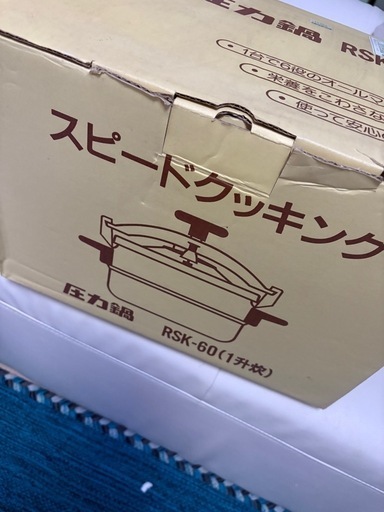 圧力鍋 RSK
・1台で6役のオールマ
・栄養をこわさな
・使って安心
スピードクッキング
圧力鍋 RSK-60(1升炊)